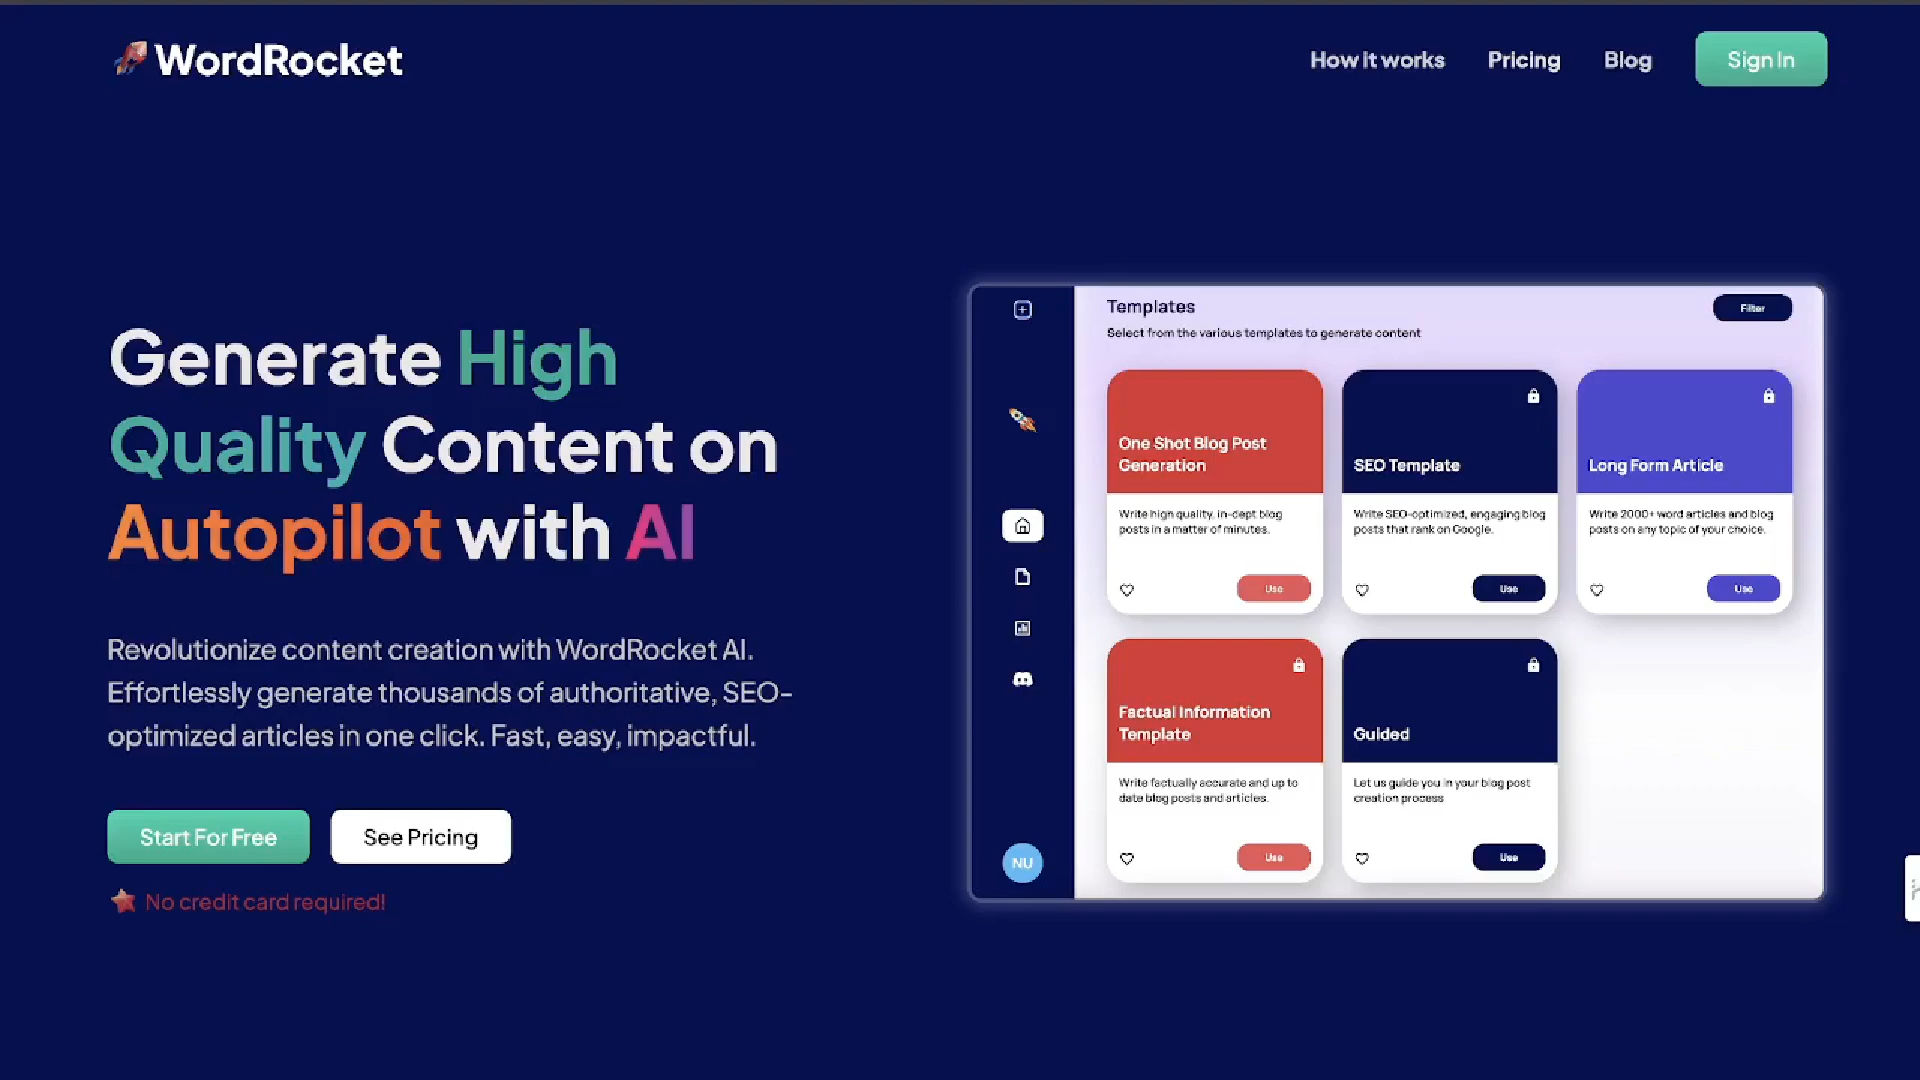 WordRocket
How it works
Pricing
Blog
Sign In
Generate High
Quality Content on
Autopilot with AI
Revolutionize content creation with WordRocket AI.
Effortlessly generate thousands of authoritative, SEO-
optimized articles in one click. Fast, easy, impactful.
Start For Free
See Pricing
No credit card required!
Templates
Filter
Select from the various templates to generate content
One Shot Blog Post
Generation
Write high quality, in-dept blog
posts in a matter of minutes.
Use
SEO Template
Write SEO-optimized, engaging blog
posts that rank on Google.
Use
Long Form Article
Write 2000+ word articles and blog
posts on any topic of your choice.
Use
Factual Information
Template
Write factually accurate and up to
date blog posts and articles.
Use
Guided
Let us guide you in your blog post
creation process
Use
NU